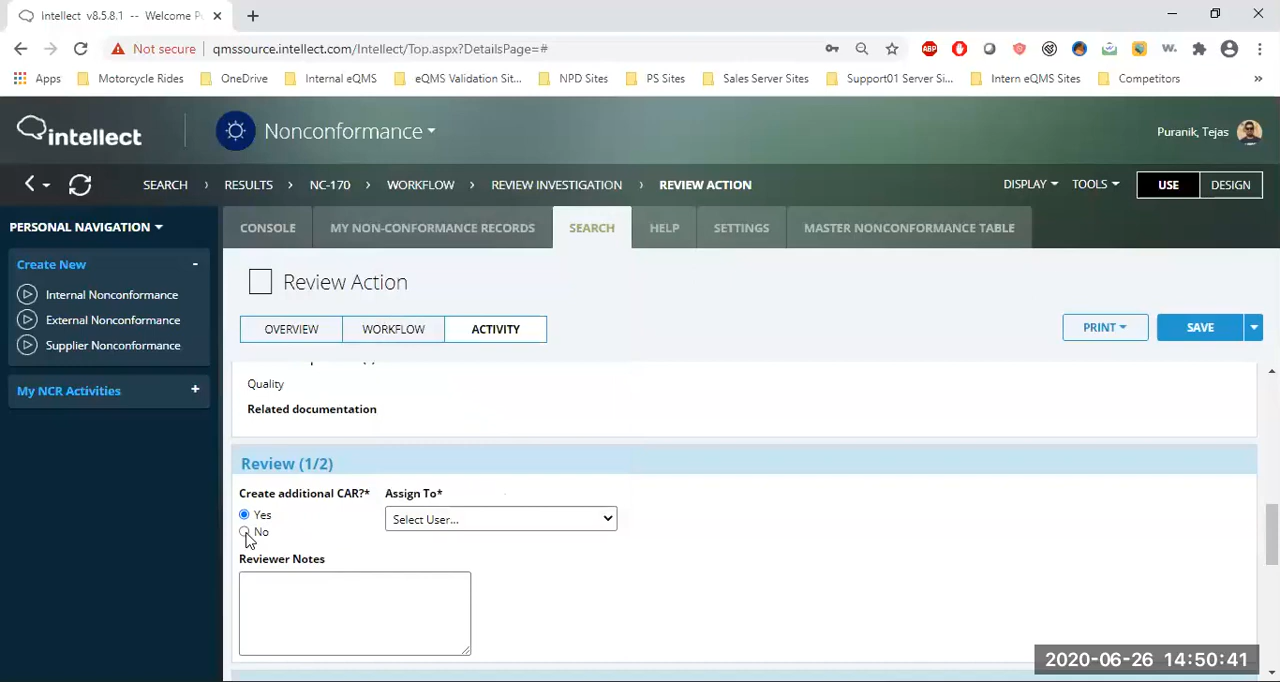 Intellect v8.5.8.1 -- Welcome P
Not secure
qmssource.intellect.com/Intellect/Top.aspx?DetailsPage=#
ABP
W.
Apps
Motorcycle Rides
OneDrive
Internal eQMS
eQMS Validation Sit...
NPD Sites
PS Sites
Sales Server Sites
Support01 Server Si...
Intern eQMS Sites
Competitors
»
intellect
Nonconformance
Puranik, Tejas
SEARCH › RESULTS › NC-170 › WORKFLOW › REVIEW INVESTIGATION › REVIEW ACTION
DISPLAY
TOOLS
USE
DESIGN
PERSONAL NAVIGATION
CONSOLE
MY NON-CONFORMANCE RECORDS
SEARCH
HELP
SETTINGS
MASTER NONCONFORMANCE TABLE
Create New -
Internal Nonconformance
External Nonconformance
Supplier Nonconformance
My NCR Activities +
Review Action
OVERVIEW
WORKFLOW
ACTIVITY
PRINT
SAVE
Quality
Related documentation
Review (1/2)
Create additional CAR?*
Assign To*
Yes
Select User...
No
Reviewer Notes
2020-06-26 14:50:41